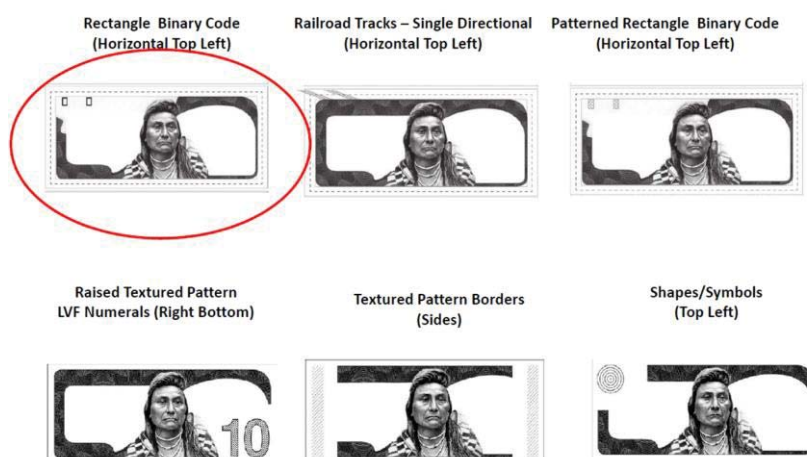 Rectangle Binary Code
(Horizontal Top Left)
Railroad Tracks – Single Directional
(Horizontal Top Left)
Patterned Rectangle Binary Code
(Horizontal Top Left)
Raised Textured Pattern
LVF Numerals (Right Bottom)
Textured Pattern Borders
(Sides)
Shapes/Symbols
(Top Left)
10